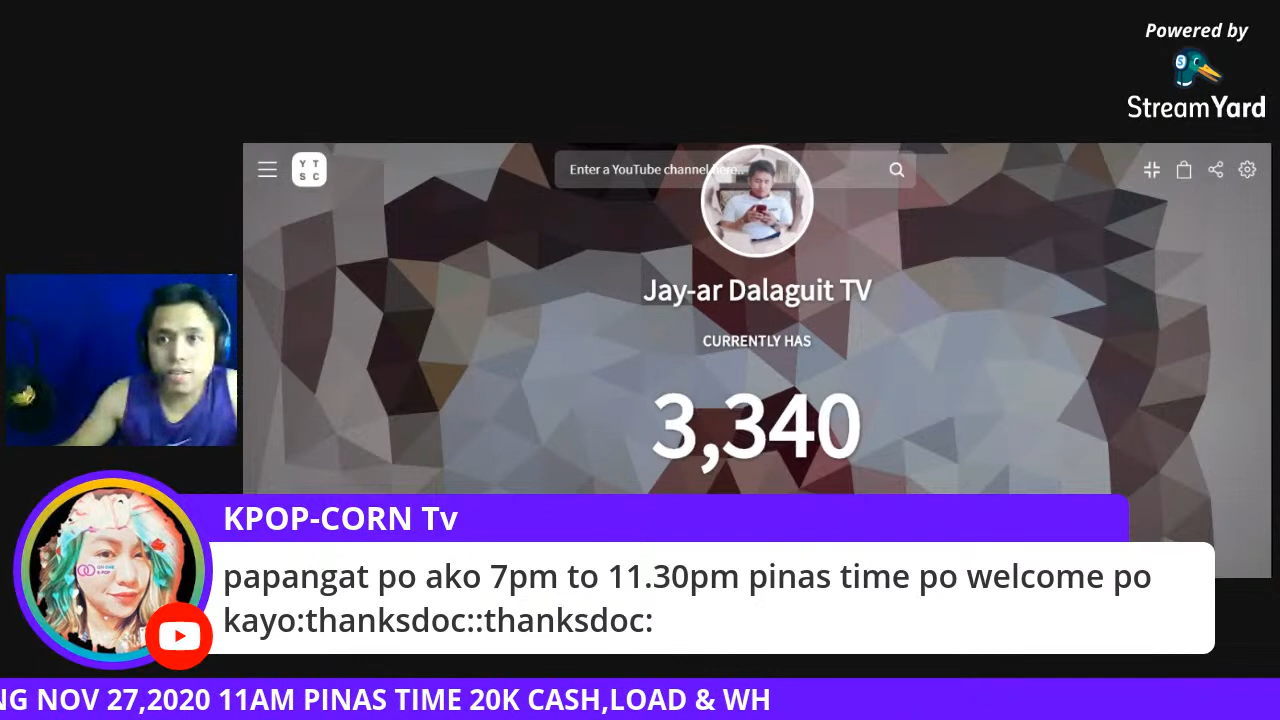 Powered by
StreamYard
Y T
S C
Enter a YouTube channel here..
Jay-ar Dalaguit TV
CURRENTLY HAS
3,340
KPOP-CORN Tv
papangat po ako 7pm to 11.30pm pinas time po welcome po
kayo:thanksdoc::thanksdoc:
NG NOV 27,2020 11AM PINAS TIME 20K CASH,LOAD & WH